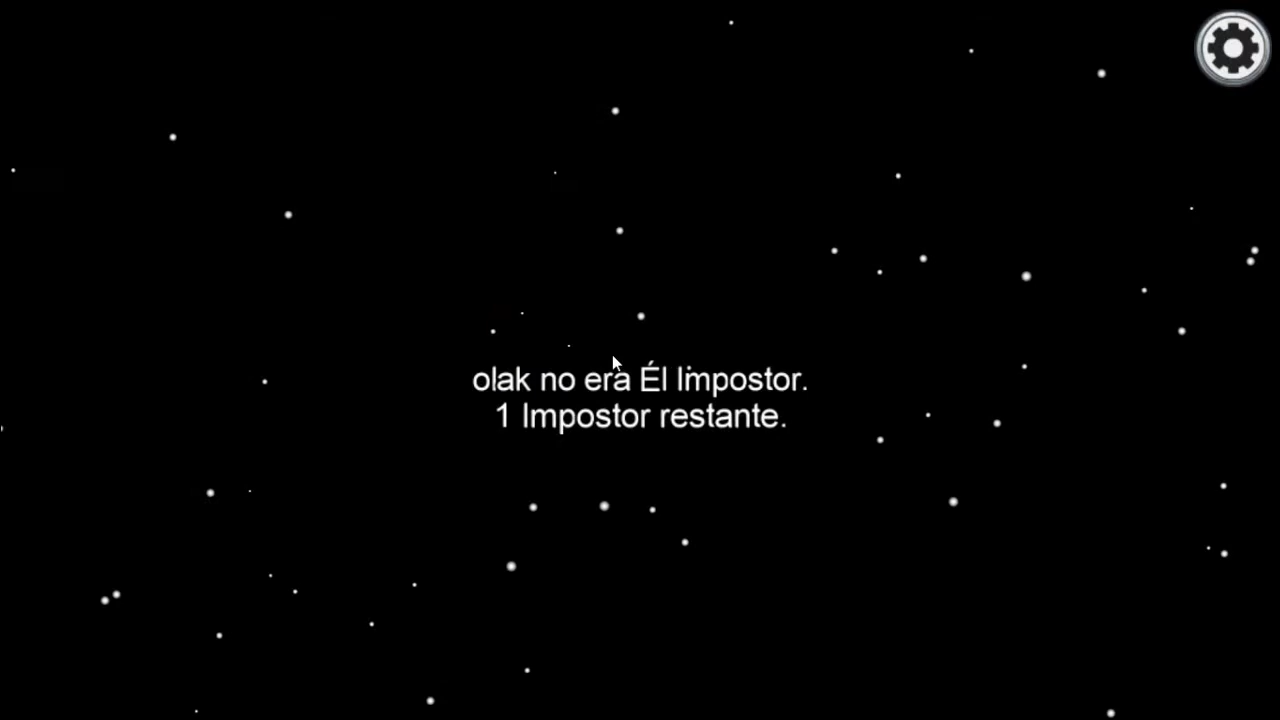 olak no era Él Impostor.
1 Impostor restante.